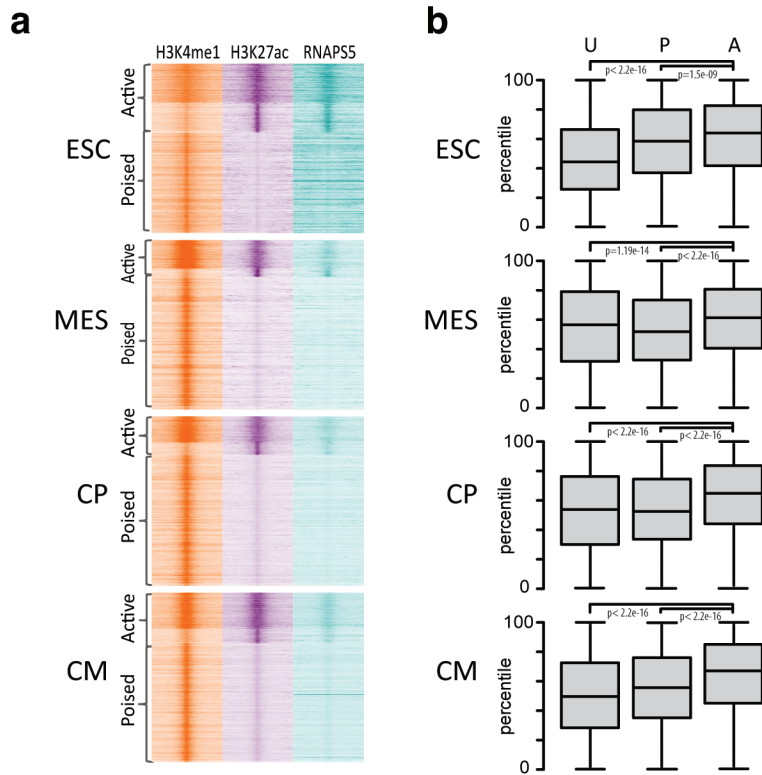 a
H3K4me1 H3K27ac RNAPS5
ESC
Active
Poised
MES
Active
Poised
CP
Active
Poised
CM
Active
Poised
b
U P A
p< 2.2e-16
p=1.5e-09
ESC
percentile
100
0
p=1.19e-14
p< 2.2e-16
MES
percentile
100
0
p< 2.2e-16
p< 2.2e-16
CP
percentile
100
0
p< 2.2e-16
p< 2.2e-16
CM
percentile
100
0